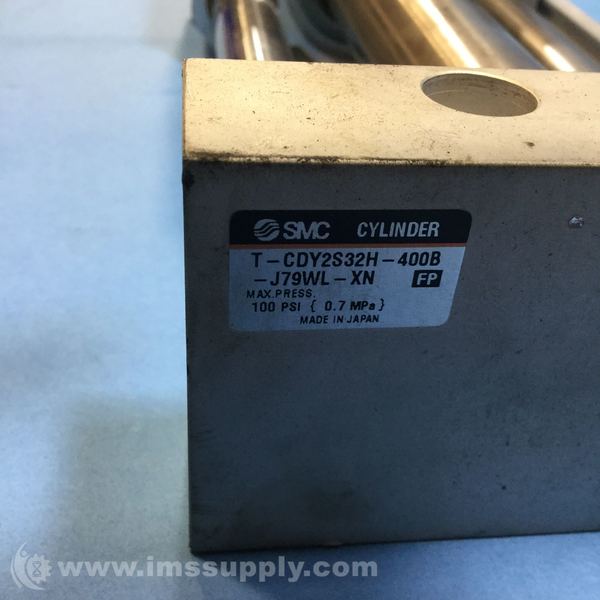 SMC CYLINDER
T-CDY2S32H-400B
-J79WL-XN FP
MAX.PRESS.
100 PSI { 0.7 MPa }
MADE IN JAPAN
www.imssupply.com